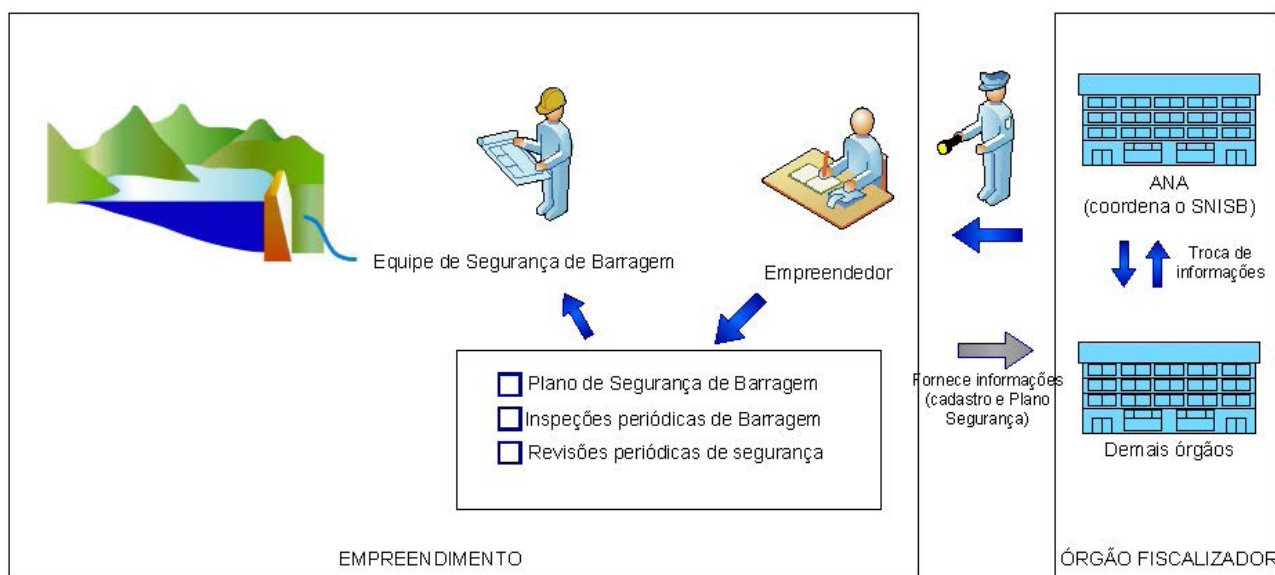 Equipe de Segurança de Barragem
Empreendedor
Plano de Segurança de Barragem
Inspeções periódicas de Barragem
Revisões periódicas de segurança
EMPREENDIMENTO
Fornece informações
(cadastro e Plano
Segurança)
ANA
(coordena o SNISB)
Troca de
informações
Demais órgãos
ÓRGÃO FISCALIZADOR